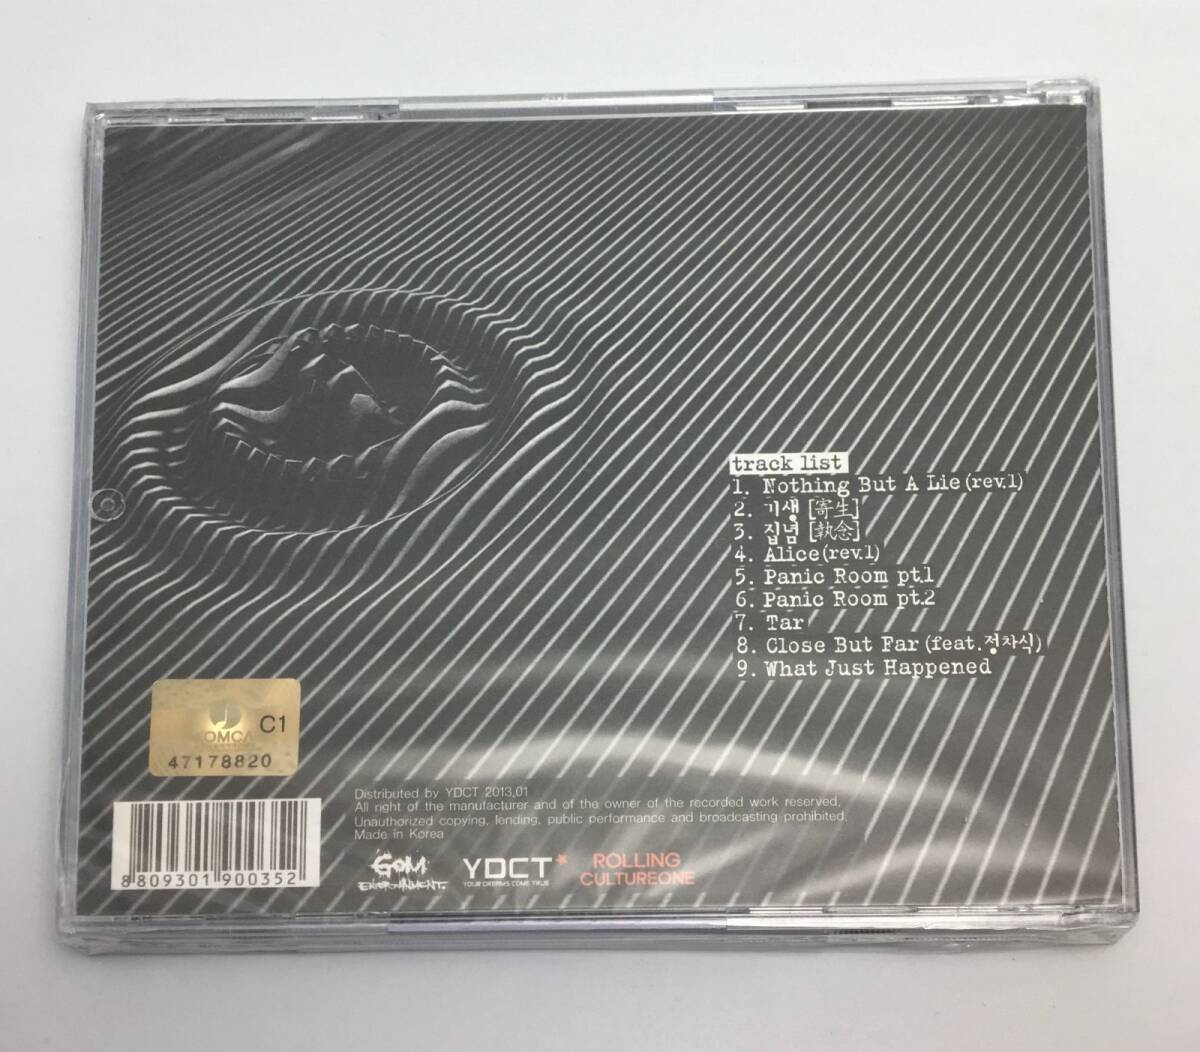 track list
1. Nothing But A Lie (rev.1)
2. 기생 [寄生]
3. 집념 [執念]
4. Alice (rev.1)
5. Panic Room pt.1
6. Panic Room pt.2
7. Tar
8. Close But Far (feat.정차식)
9. What Just Happened
KOMCA C1
47178820
Distributed by YDCT 2013.01
All right of the manufacturer and of the owner of the recorded work reserved.
Unauthorized copying, lending, public performance and broadcasting prohibited.
Made in Korea
8 809301 900352
GOM
ENTERTAINMENT.
YDCT
YOUR DREAMS COME TRUE
ROLLING
CULTUREONE